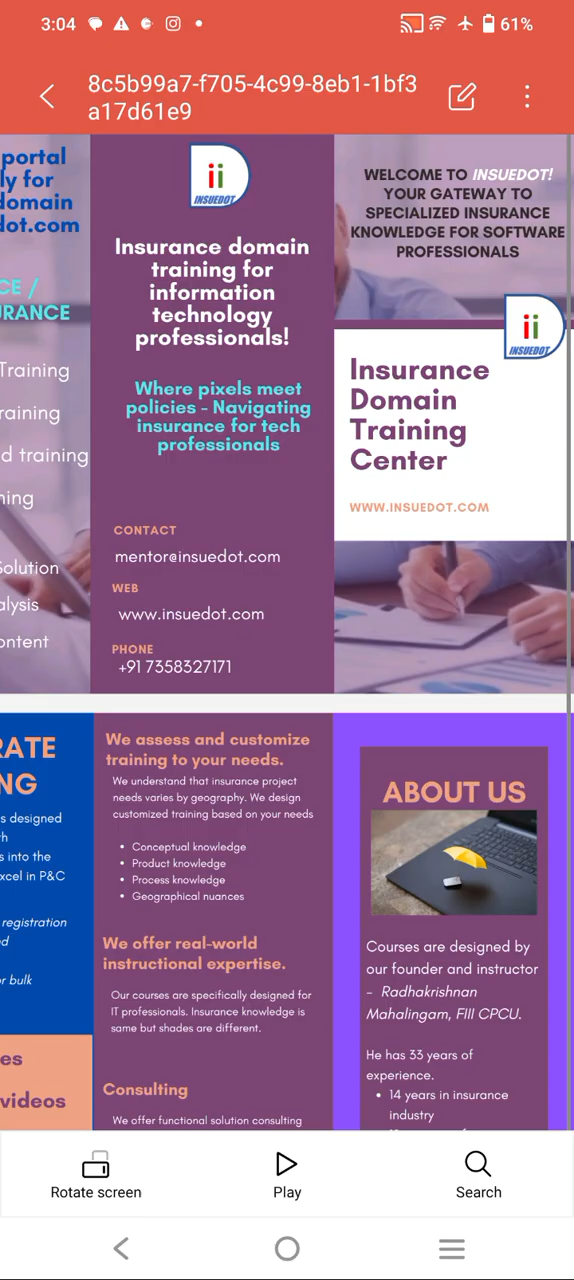 3:04
61%
8c5b99a7-f705-4c99-8eb1-1bf3
a17d61e9
portal
ly for
domain
dot.com
CE /
URANCE
Training
raining
d training
ning
Solution
alysis
ontent
ii
INSUEDOT
Insurance domain
training for
information
technology
professionals!
Where pixels meet
policies - Navigating
insurance for tech
professionals
CONTACT
mentor@insuedot.com
WEB
www.insuedot.com
PHONE
+91 7358327171
WELCOME TO INSUEDOT!
YOUR GATEWAY TO
SPECIALIZED INSURANCE
KNOWLEDGE FOR SOFTWARE
PROFESSIONALS
ii
INSUEDOT
Insurance
Domain
Training
Center
WWW.INSUEDOT.COM
RATE
NG
s designed
h
s into the
xcel in P&C
registration
d
or bulk
es
videos
We assess and customize
training to your needs.
We understand that insurance project
needs varies by geography. We design
customized training based on your needs
• Conceptual knowledge
• Product knowledge
• Process knowledge
• Geographical nuances
We offer real-world
instructional expertise.
Our courses are specifically designed for
IT professionals. Insurance knowledge is
same but shades are different.
Consulting
We offer functional solution consulting
ABOUT US
Courses are designed by
our founder and instructor
- Radhakrishnan
Mahalingam, FIII CPCU.
He has 33 years of
experience.
• 14 years in insurance
industry
Rotate screen
Play
Search